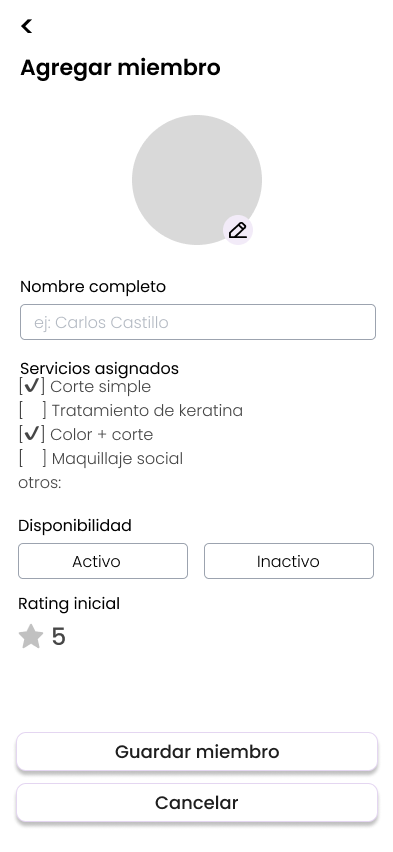 Agregar miembro
Nombre completo
ej: Carlos Castillo
Servicios asignados
[✔] Corte simple
[ ] Tratamiento de keratina
[✔] Color + corte
[ ] Maquillaje social
otros:
Disponibilidad
Activo
Inactivo
Rating inicial
5
Guardar miembro
Cancelar